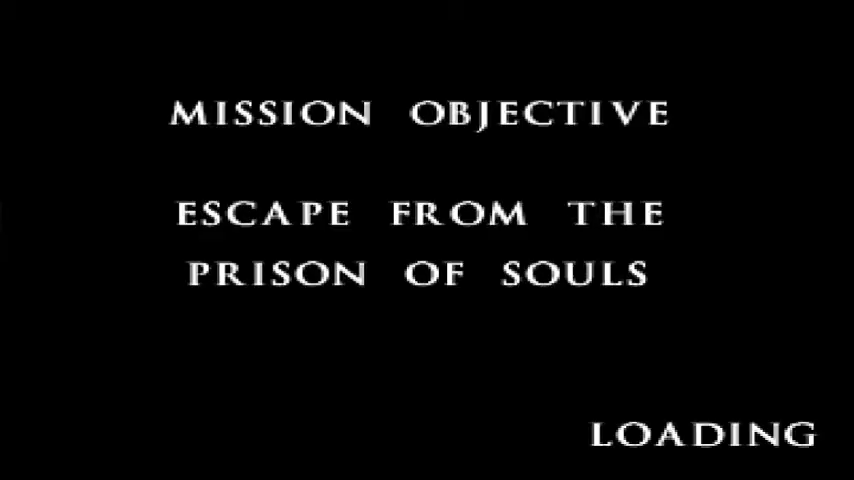 MISSION OBJECTIVE
ESCAPE FROM THE
PRISON OF SOULS
LOADING